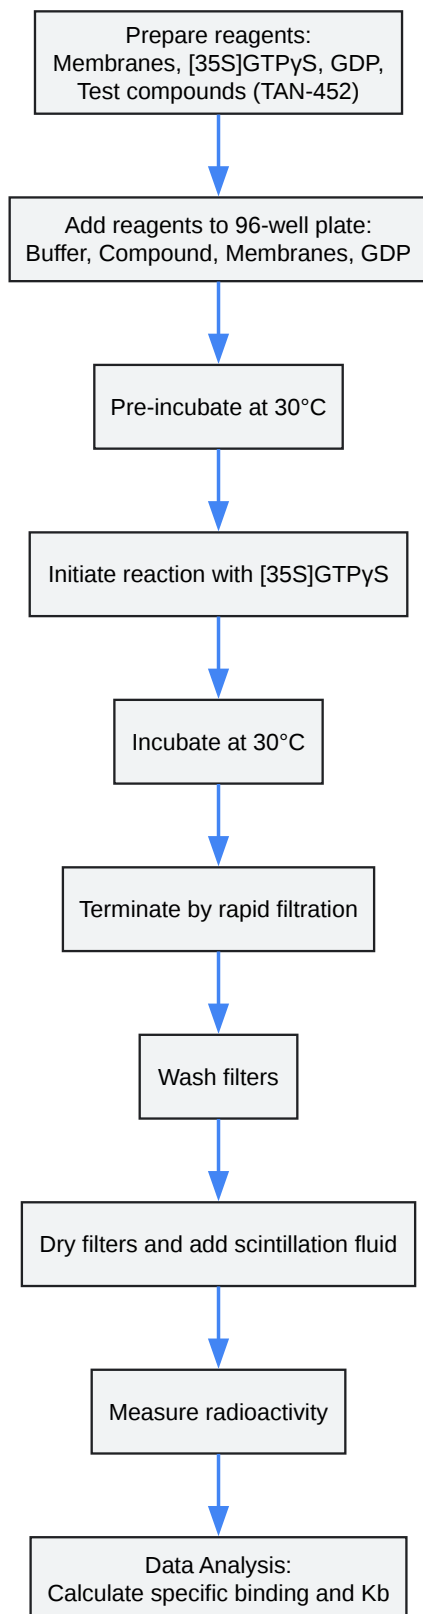 Prepare reagents:
Membranes, [35S]GTPγS, GDP,
Test compounds (TAN-452)
Add reagents to 96-well plate:
Buffer, Compound, Membranes, GDP
Pre-incubate at 30°C
Initiate reaction with [35S]GTPγS
Incubate at 30°C
Terminate by rapid filtration
Wash filters
Dry filters and add scintillation fluid
Measure radioactivity
Data Analysis:
Calculate specific binding and Kb